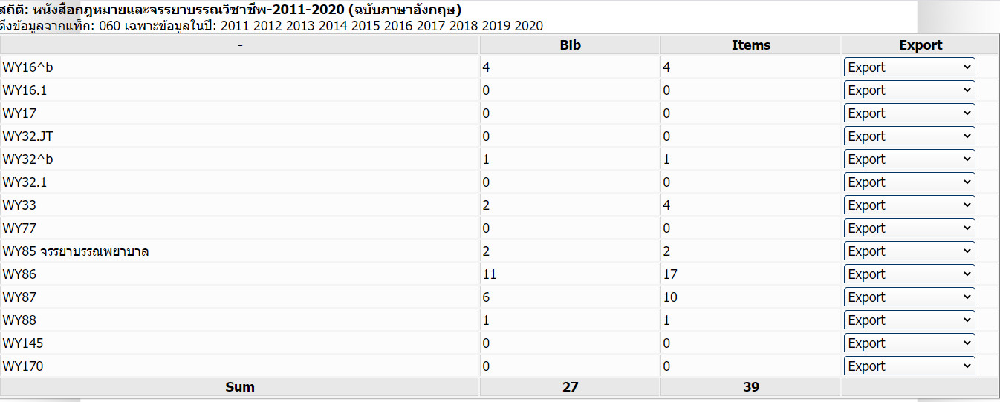 สถิติ: หนังสือกฎหมายและจรรยาบรรณวิชาชีพ-2011-2020 (ฉบับภาษาอังกฤษ)
ดึงข้อมูลจากแท็ก: 060 เฉพาะข้อมูลในปี: 2011 2012 2013 2014 2015 2016 2017 2018 2019 2020
- Bib Items Export
WY16^b 4 4 Export
WY16.1 0 0 Export
WY17 0 0 Export
WY32.JT 0 0 Export
WY32^b 1 1 Export
WY32.1 0 0 Export
WY33 2 4 Export
WY77 0 0 Export
WY85 จรรยาบรรณพยาบาล 2 2 Export
WY86 11 17 Export
WY87 6 10 Export
WY88 1 1 Export
WY145 0 0 Export
WY170 0 0 Export
Sum 27 39